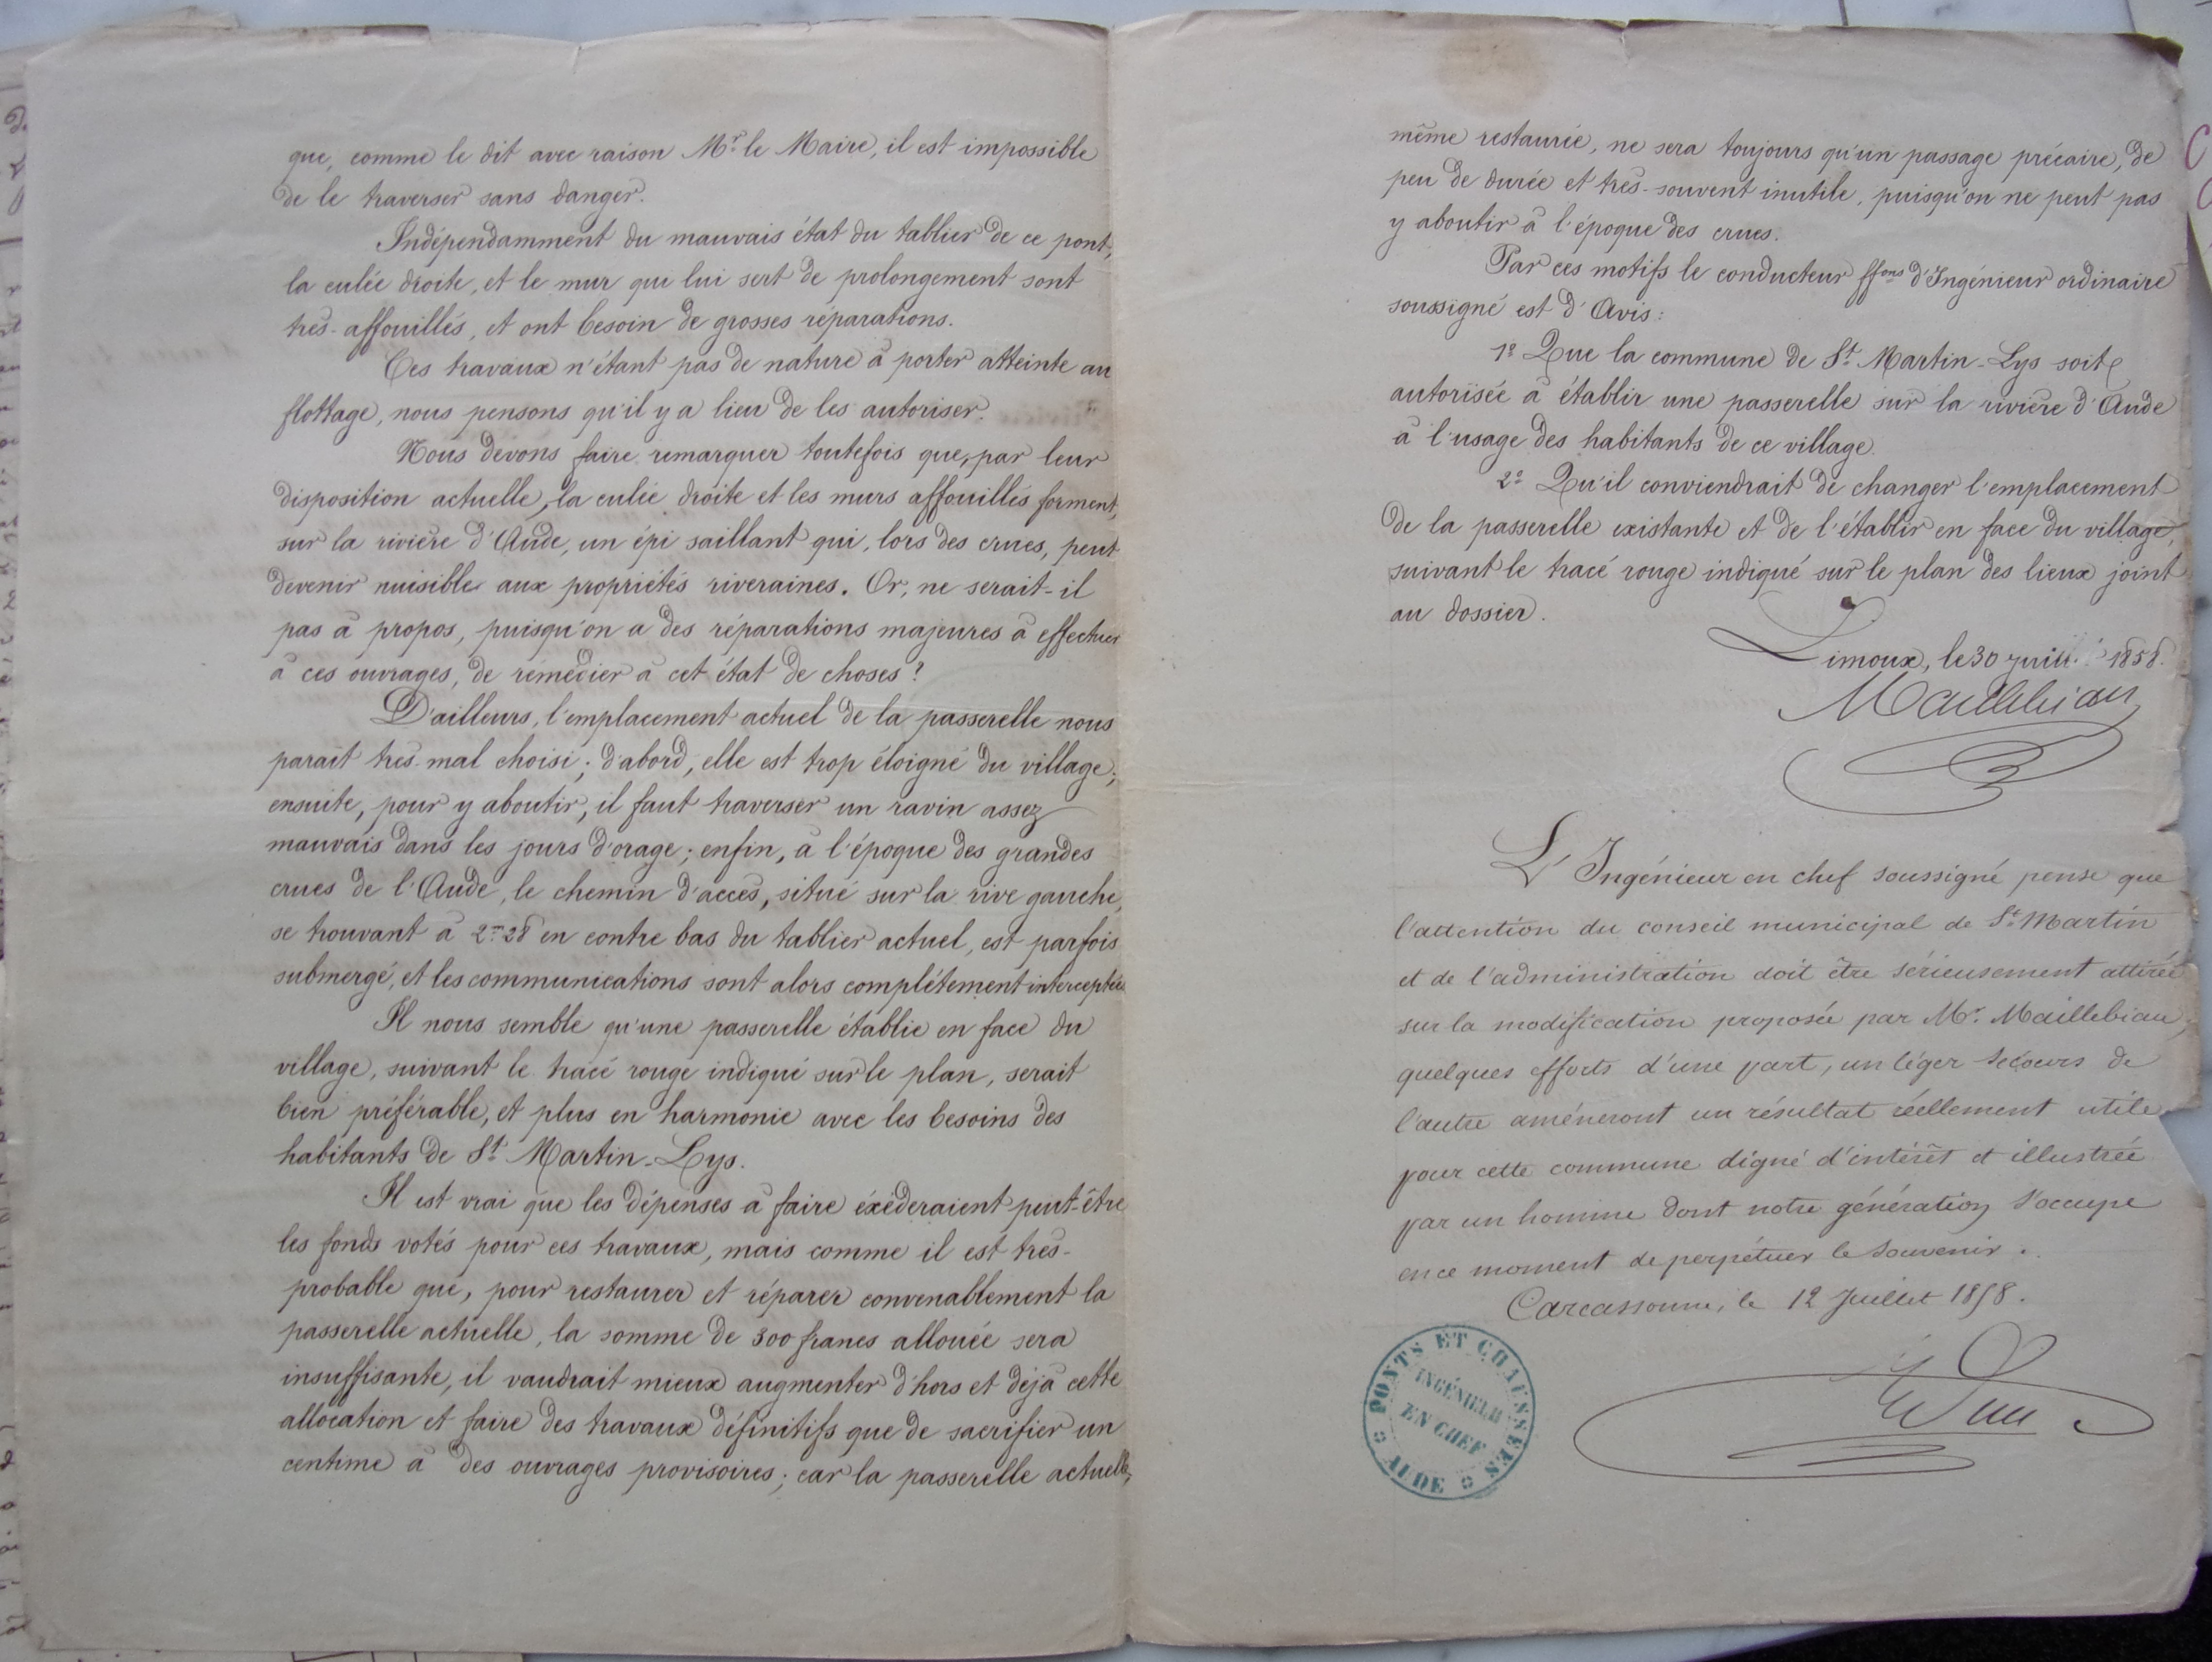 que, comme le dit avec raison Mr. le Maire, il est impossible
de le traverser sans danger.
Indépendamment du mauvais état du tablier de ce pont,
la culée droite, et le mur qui lui sert de prolongement sont
très-affouillés, et ont besoin de grosses réparations.
Ces travaux n'étant pas de nature à porter atteinte au
flottage, nous pensons qu'il y a lieu de les autoriser.
Nous devons faire remarquer toutefois que, par leur
disposition actuelle, la culée droite et les murs affouillés forment,
sur la rivière d'Aude, un épi saillant qui, lors des crues, peut
devenir nuisible aux propriétés riveraines. Or, ne serait-il
pas à propos, puisqu'on a des réparations majeures à effectuer
à ces ouvrages, de remédier à cet état de choses?
D'ailleurs, l'emplacement actuel de la passerelle nous
parait très mal choisi; d'abord, elle est trop éloigné du village;
ensuite, pour y aboutir, il faut traverser un ravin assez
mauvais dans les jours d'orage; enfin, à l'époque des grandes
crues de l'Aude, le chemin d'accès, situé sur la rive gauche,
se trouvant à 2m28 en contre bas du tablier actuel, est parfois
submergé, et les communications sont alors complétement interceptées
Il nous semble qu'une passerelle établie en face du
village, suivant le tracé rouge indiqué sur le plan, serait
bien préférable, et plus en harmonie avec les besoins des
habitants de St. Martin-Lys.
Il est vrai que les dépenses à faire éxéderaient peut-être
les fonds votés pour ces travaux, mais comme il est très-
probable que, pour restaurer et réparer convenablement la
passerelle actuelle, la somme de 300 francs allouée sera
insuffisante, il vaudrait mieux augmenter d'hors et déjà cette
allocation et faire des travaux définitifs que de sacrifier un
centime à des ouvrages provisoires; car la passerelle actuelle,
même restaurée, ne sera toujours qu'un passage précaire, de
peu de durée et très-souvent inutile, puisqu'on ne peut pas
y aboutir à l'époque des crues.
Par ces motifs le conducteur ffons d'Ingénieur ordinaire
soussigné est d'Avis:
1º Que la commune de St. Martin-Lys soit
autorisée à établir une passerelle sur la rivière d'Aude
à l'usage des habitants de ce village.
2º Qu'il conviendrait de changer l'emplacement
de la passerelle existante et de l'établir en face du village,
suivant le tracé rouge indiqué sur le plan des lieux joint
au dossier.
Limoux, le 30 1858.
Maillebiau
L'Ingénieur en chef soussigné pense que
l'attention du conseil municipal de St. Martin
et de l'administration doit être sérieusement attirée
sur la modification proposée par Mr. Maillebiau,
quelques efforts d'une part, un léger secours de
l'autre améneront un résultat réellement utile
pour cette commune digne d'intérêt et illustrée
par un homme dont notre génération s'occupe
en ce moment de perpétuer le souvenir.
Carcassonne, le 12 Juillet 1858.
PONTS ET CHAUSSÉES
INGÉNIEUR
EN CHEF
AUDE